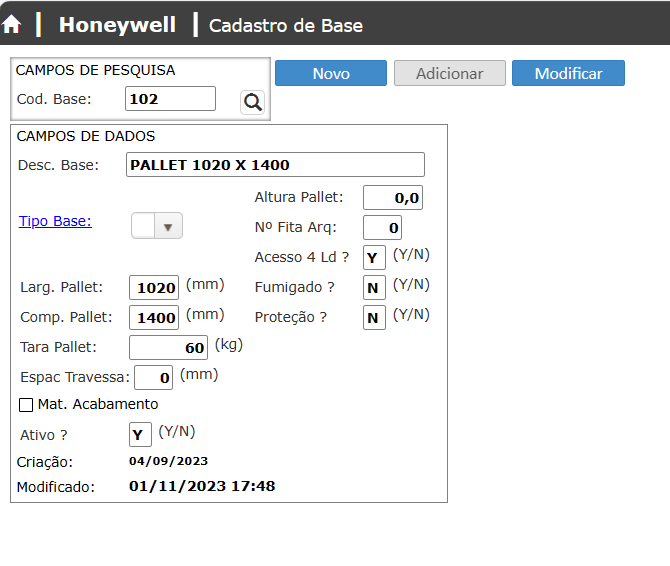 Honeywell | Cadastro de Base
CAMPOS DE PESQUISA
Cod. Base: 102
Novo
Adicionar
Modificar
CAMPOS DE DADOS
Desc. Base: PALLET 1020 X 1400
Altura Pallet: 0,0
Tipo Base:
Nº Fita Arq: 0
Acesso 4 Ld ? Y (Y/N)
Larg. Pallet: 1020 (mm)
Fumigado ? N (Y/N)
Comp. Pallet: 1400 (mm)
Proteção ? N (Y/N)
Tara Pallet: 60 (kg)
Espac Travessa: 0 (mm)
Mat. Acabamento
Ativo ? Y (Y/N)
Criação: 04/09/2023
Modificado: 01/11/2023 17:48